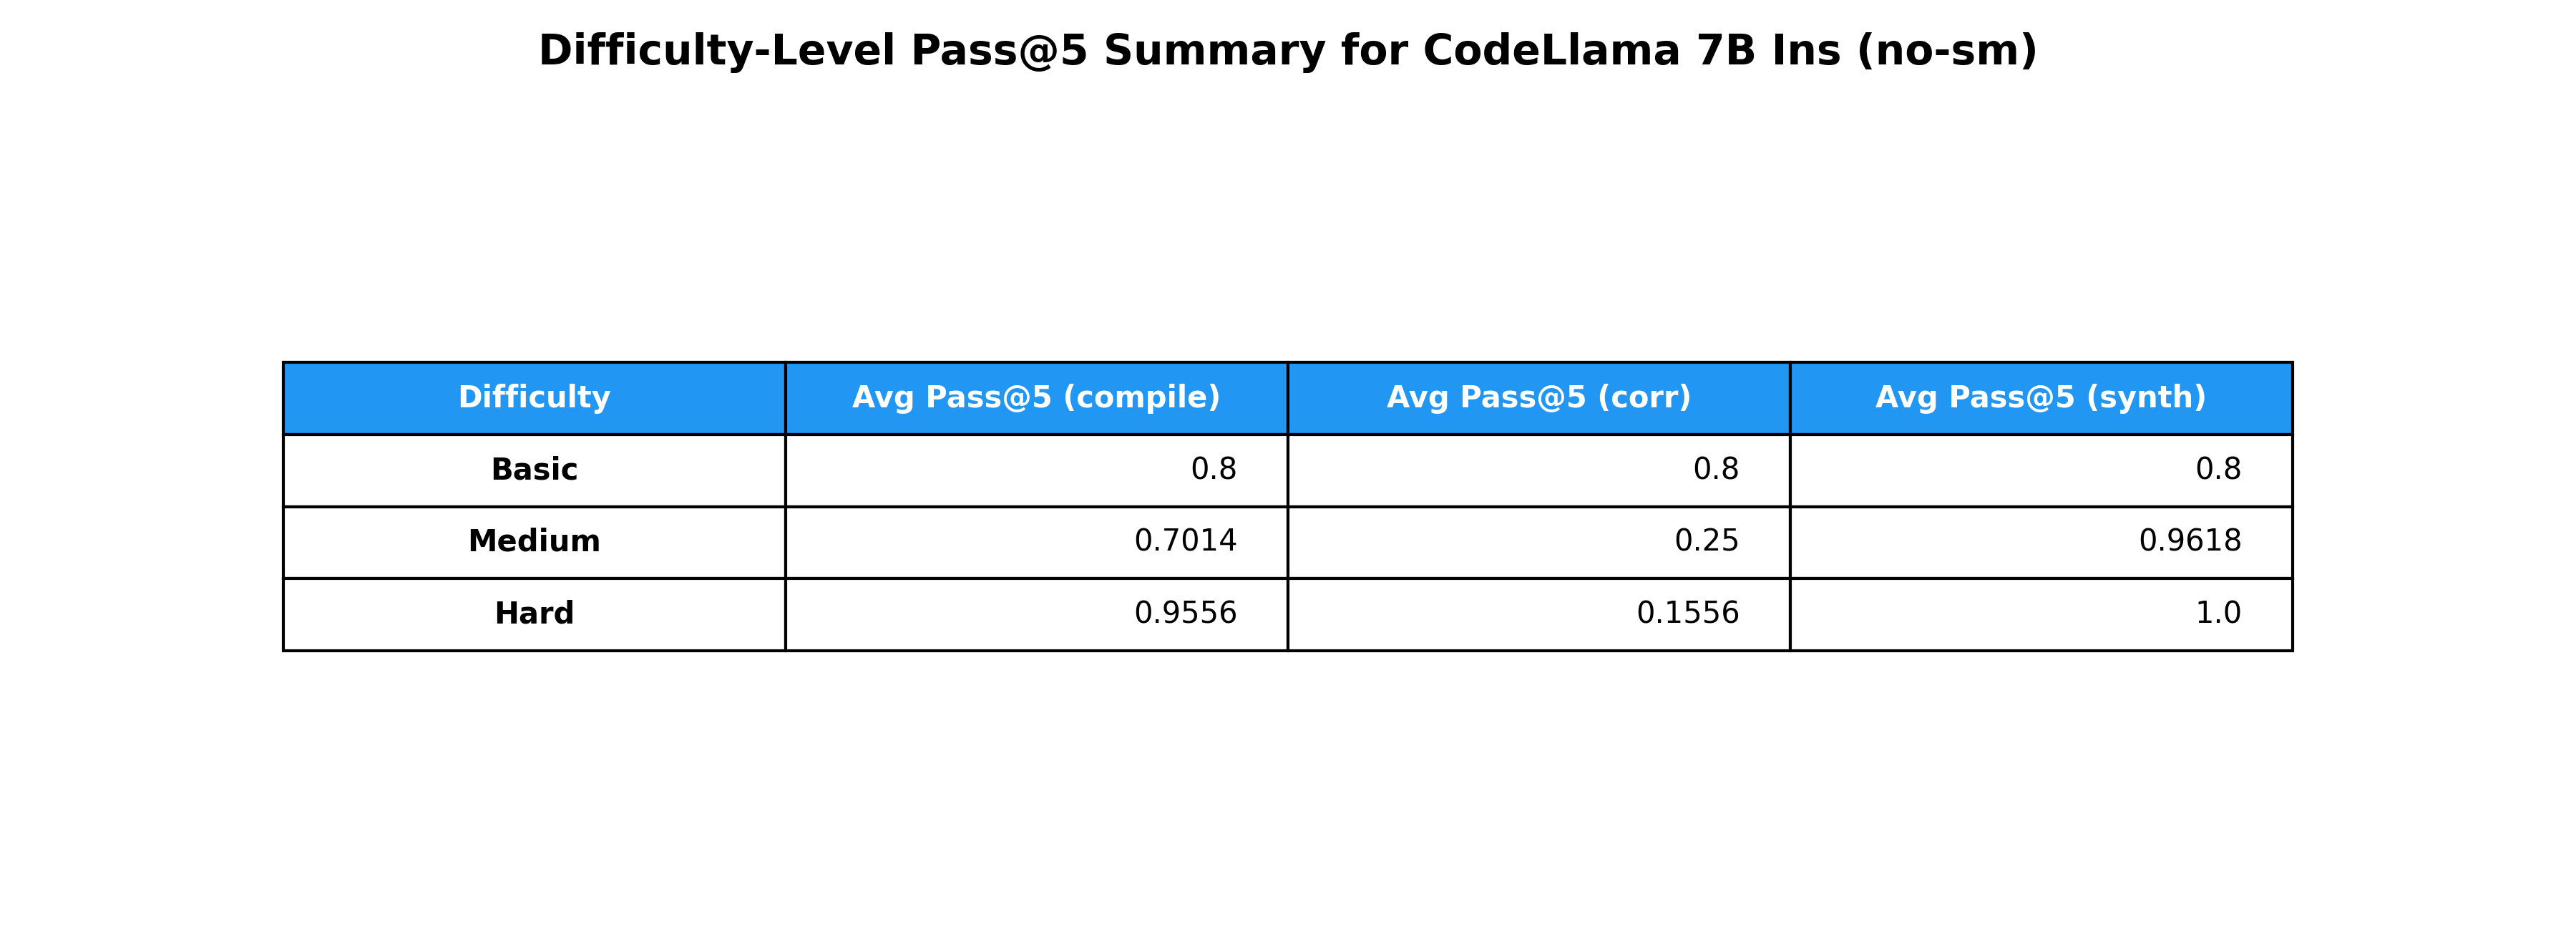 Difficulty-Level Pass@5 Summary for CodeLlama 7B Ins (no-sm)
Difficulty Avg Pass@5 (compile) Avg Pass@5 (corr) Avg Pass@5 (synth)
Basic 0.8 0.8 0.8
Medium 0.7014 0.25 0.9618
Hard 0.9556 0.1556 1.0